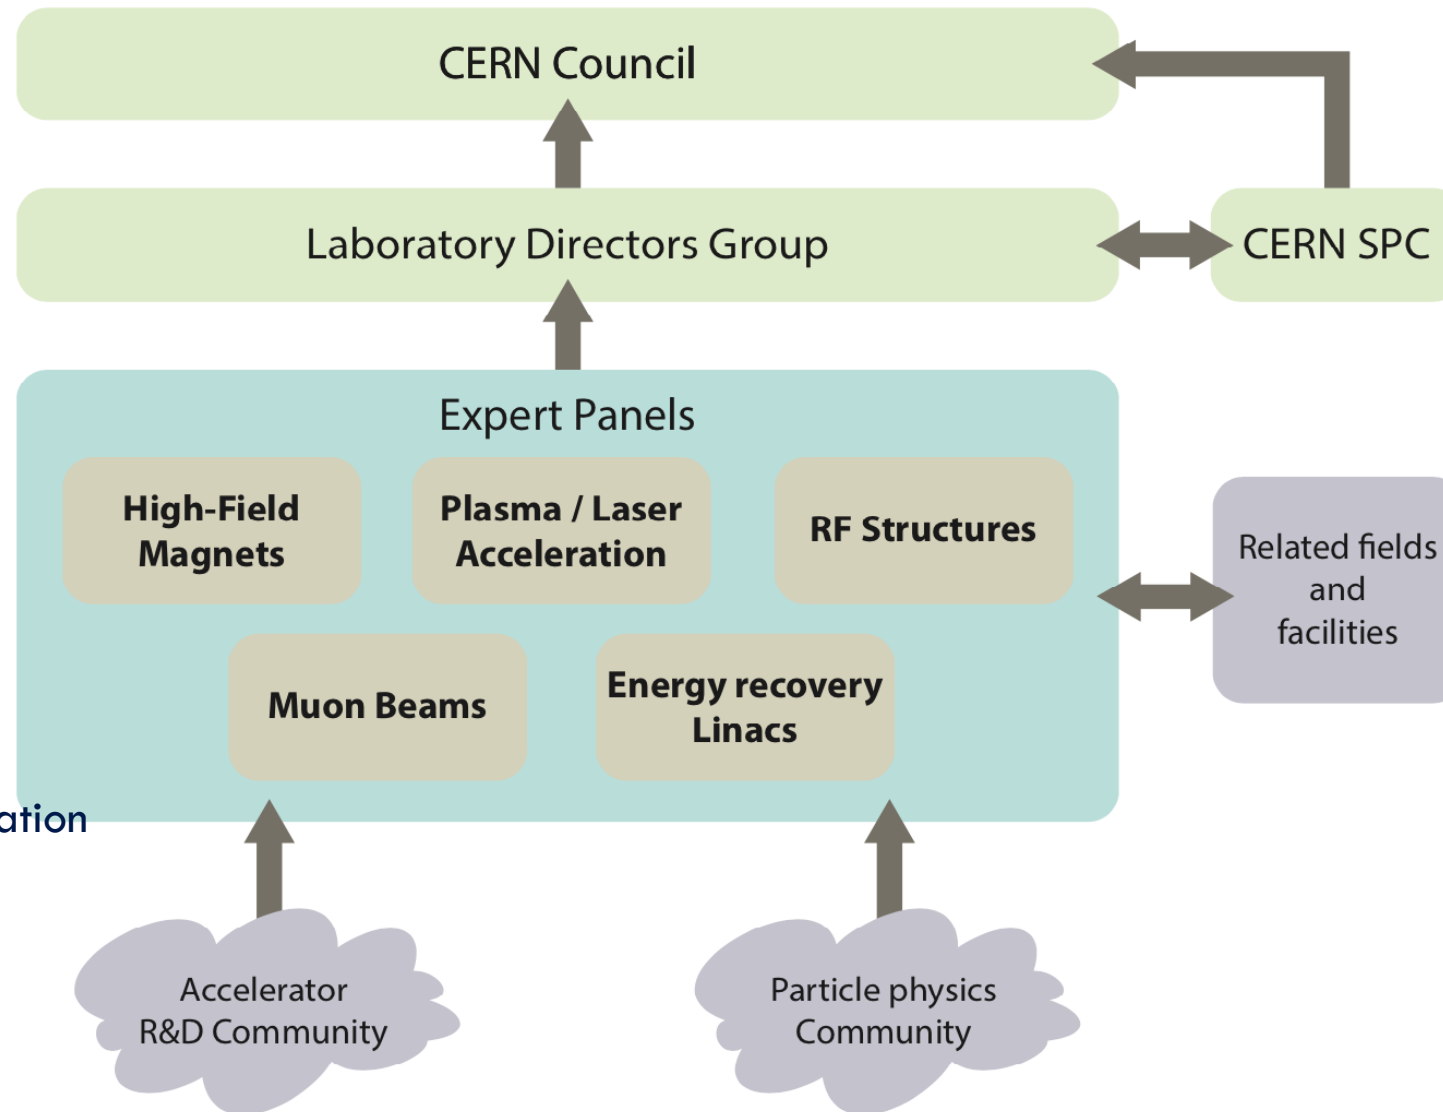 CERN Council
Laboratory Directors Group
CERN SPC
Expert Panels
High-Field
Magnets
Plasma / Laser
Acceleration
RF Structures
Related fields
and
facilities
Muon Beams
Energy recovery
Linacs
ation
Accelerator
R&D Community
Particle physics
Community